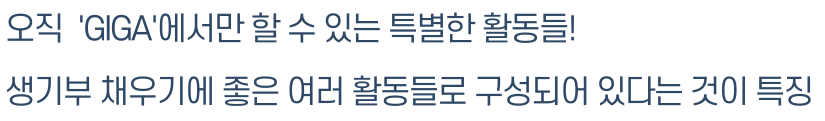 오직 'GIGA'에서만 할 수 있는 특별한 활동들!
생기부 채우기에 좋은 여러 활동들로 구성되어 있다는 것이 특징